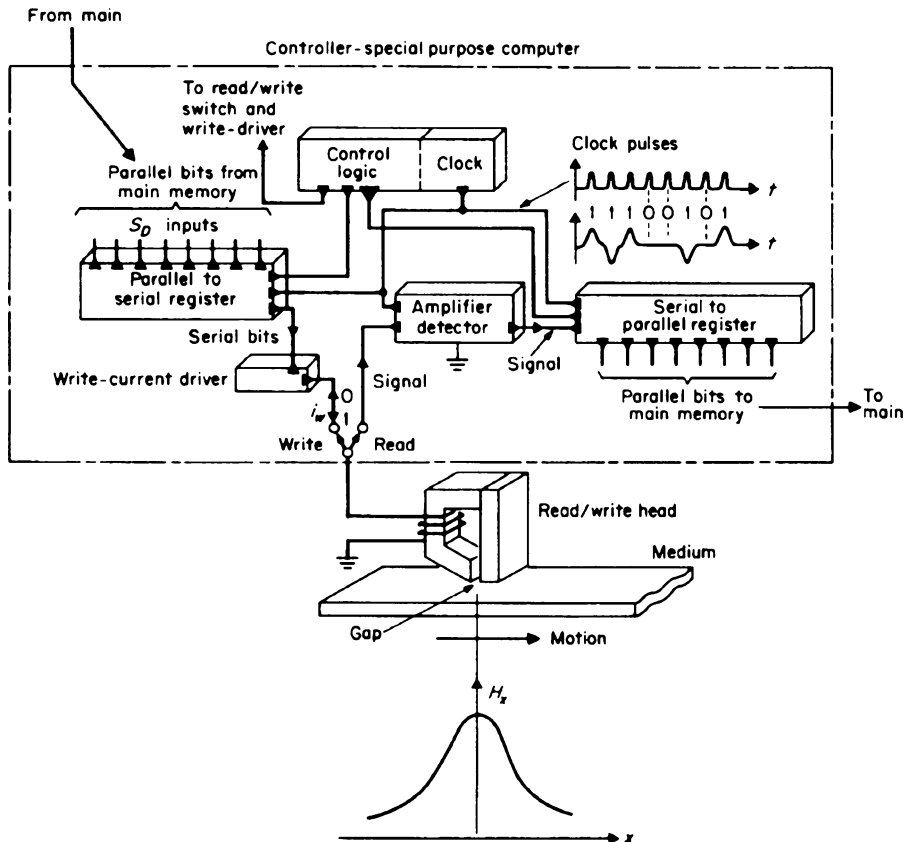 From main
Controller-special purpose computer
To read/write
switch and
write-driver
Control
logic
Clock
Clock pulses
t
1 1 1 0 0 1 0 1
t
Parallel bits from
main memory
S_D inputs
Parallel to
serial register
Serial bits
Amplifier
detector
Serial to
parallel register
Signal
Write-current driver
Signal
Parallel bits to
main memory
To
main
i_w
0
1
Write
Read
Read/write head
Medium
Gap
Motion
H_x
x